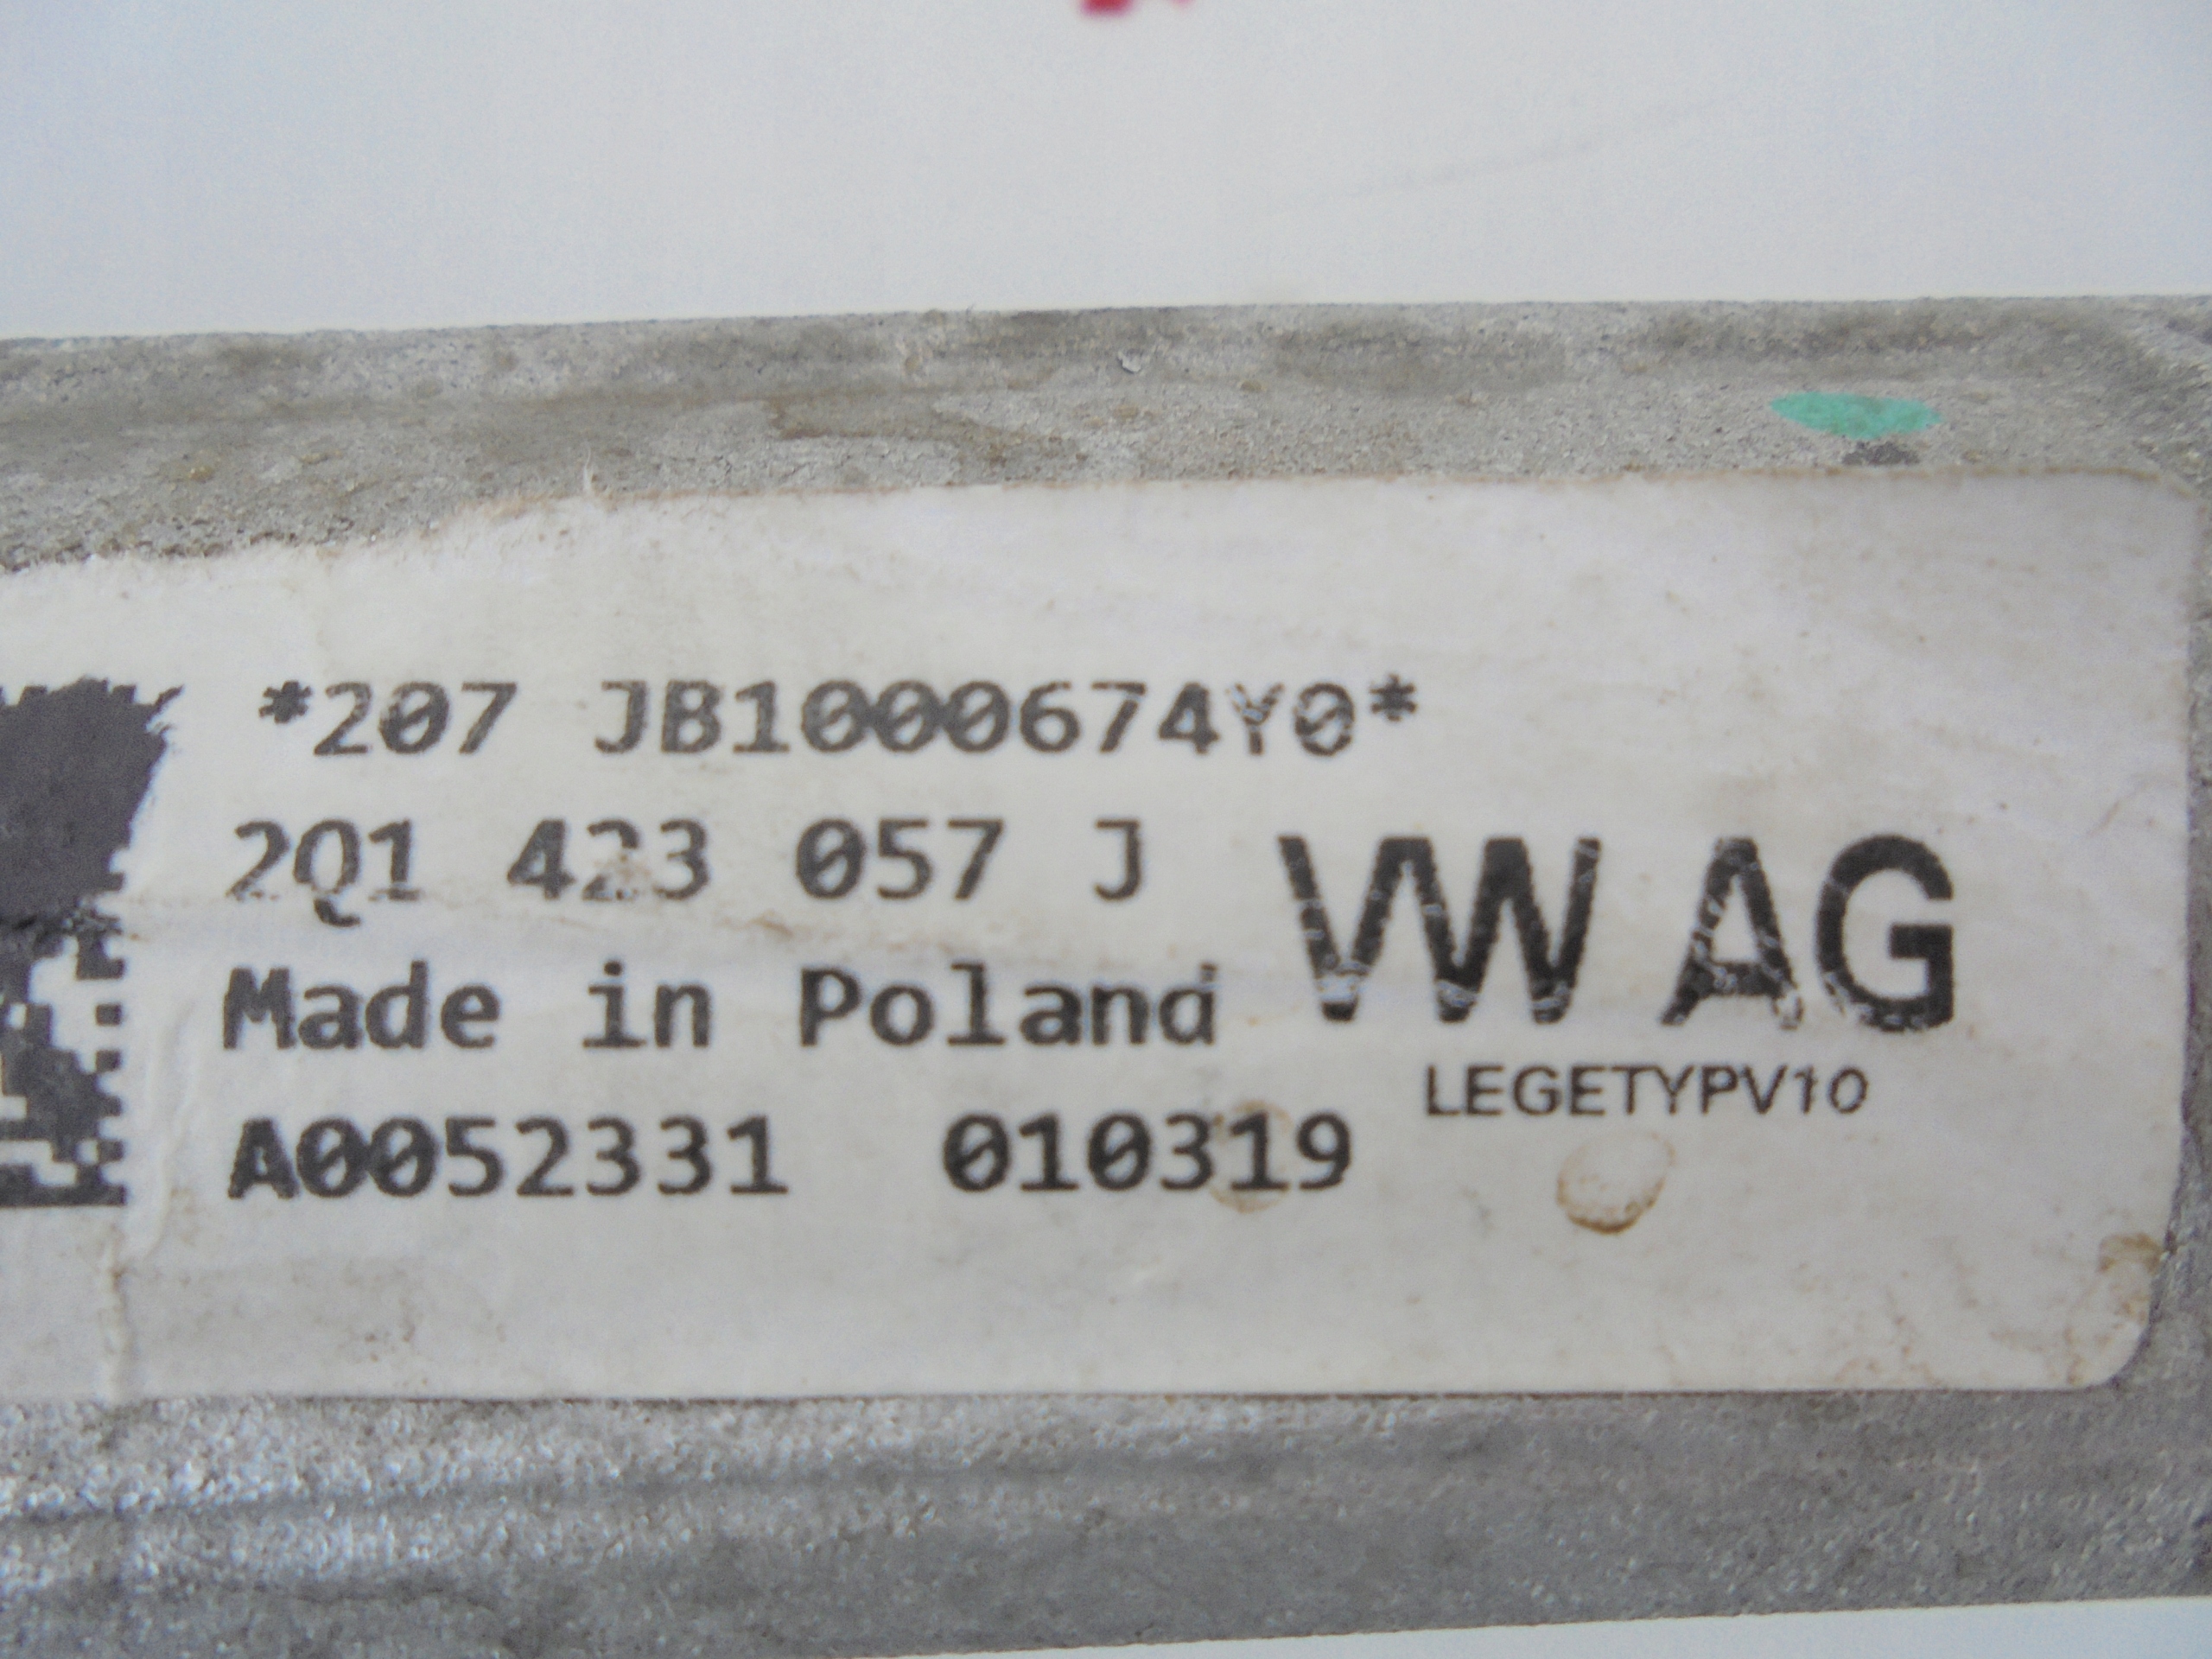 *207 JB1000674Y0*
2Q1 423 057 J
VW AG
Made in Poland
LEGETYPV10
A0052331 010319